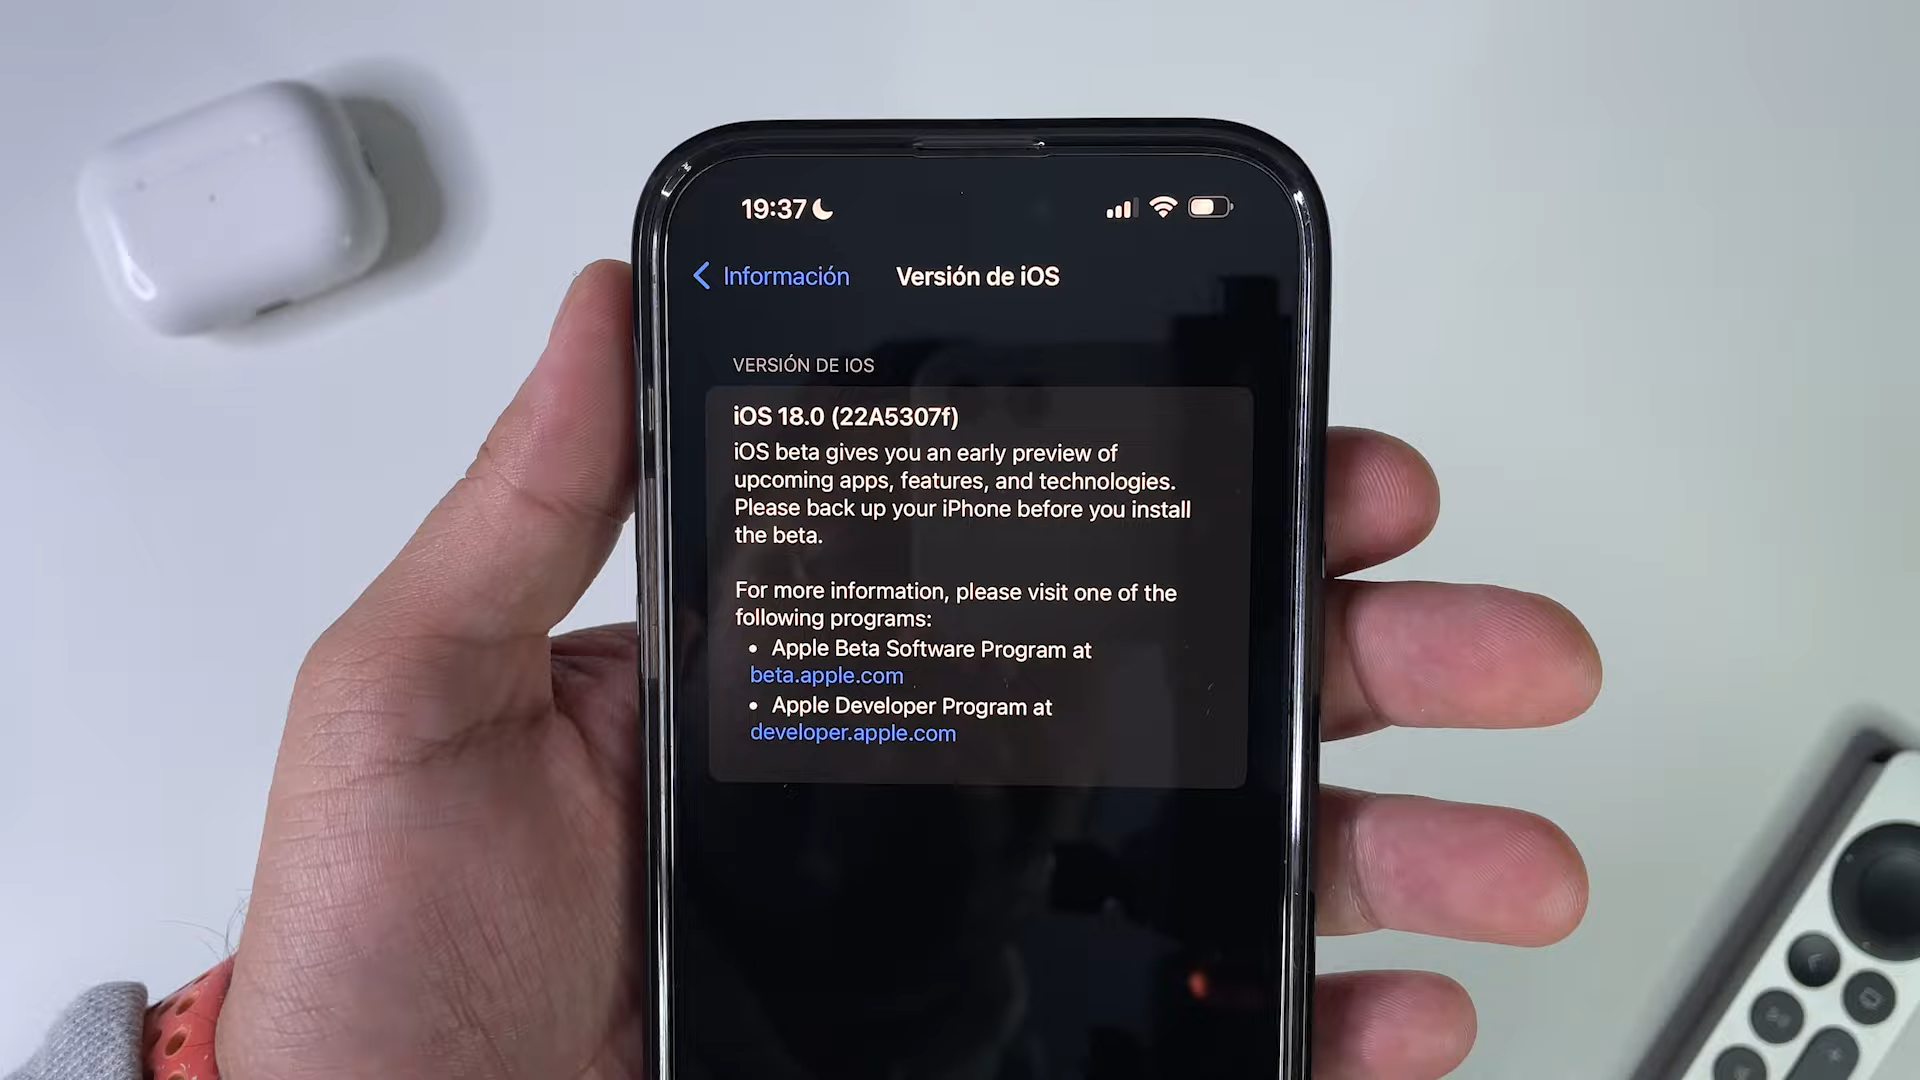 19:37
Información
Versión de iOS
VERSIÓN DE IOS
iOS 18.0 (22A5307f)
iOS beta gives you an early preview of
upcoming apps, features, and technologies.
Please back up your iPhone before you install
the beta.
For more information, please visit one of the
following programs:
• Apple Beta Software Program at
beta.apple.com
• Apple Developer Program at
developer.apple.com